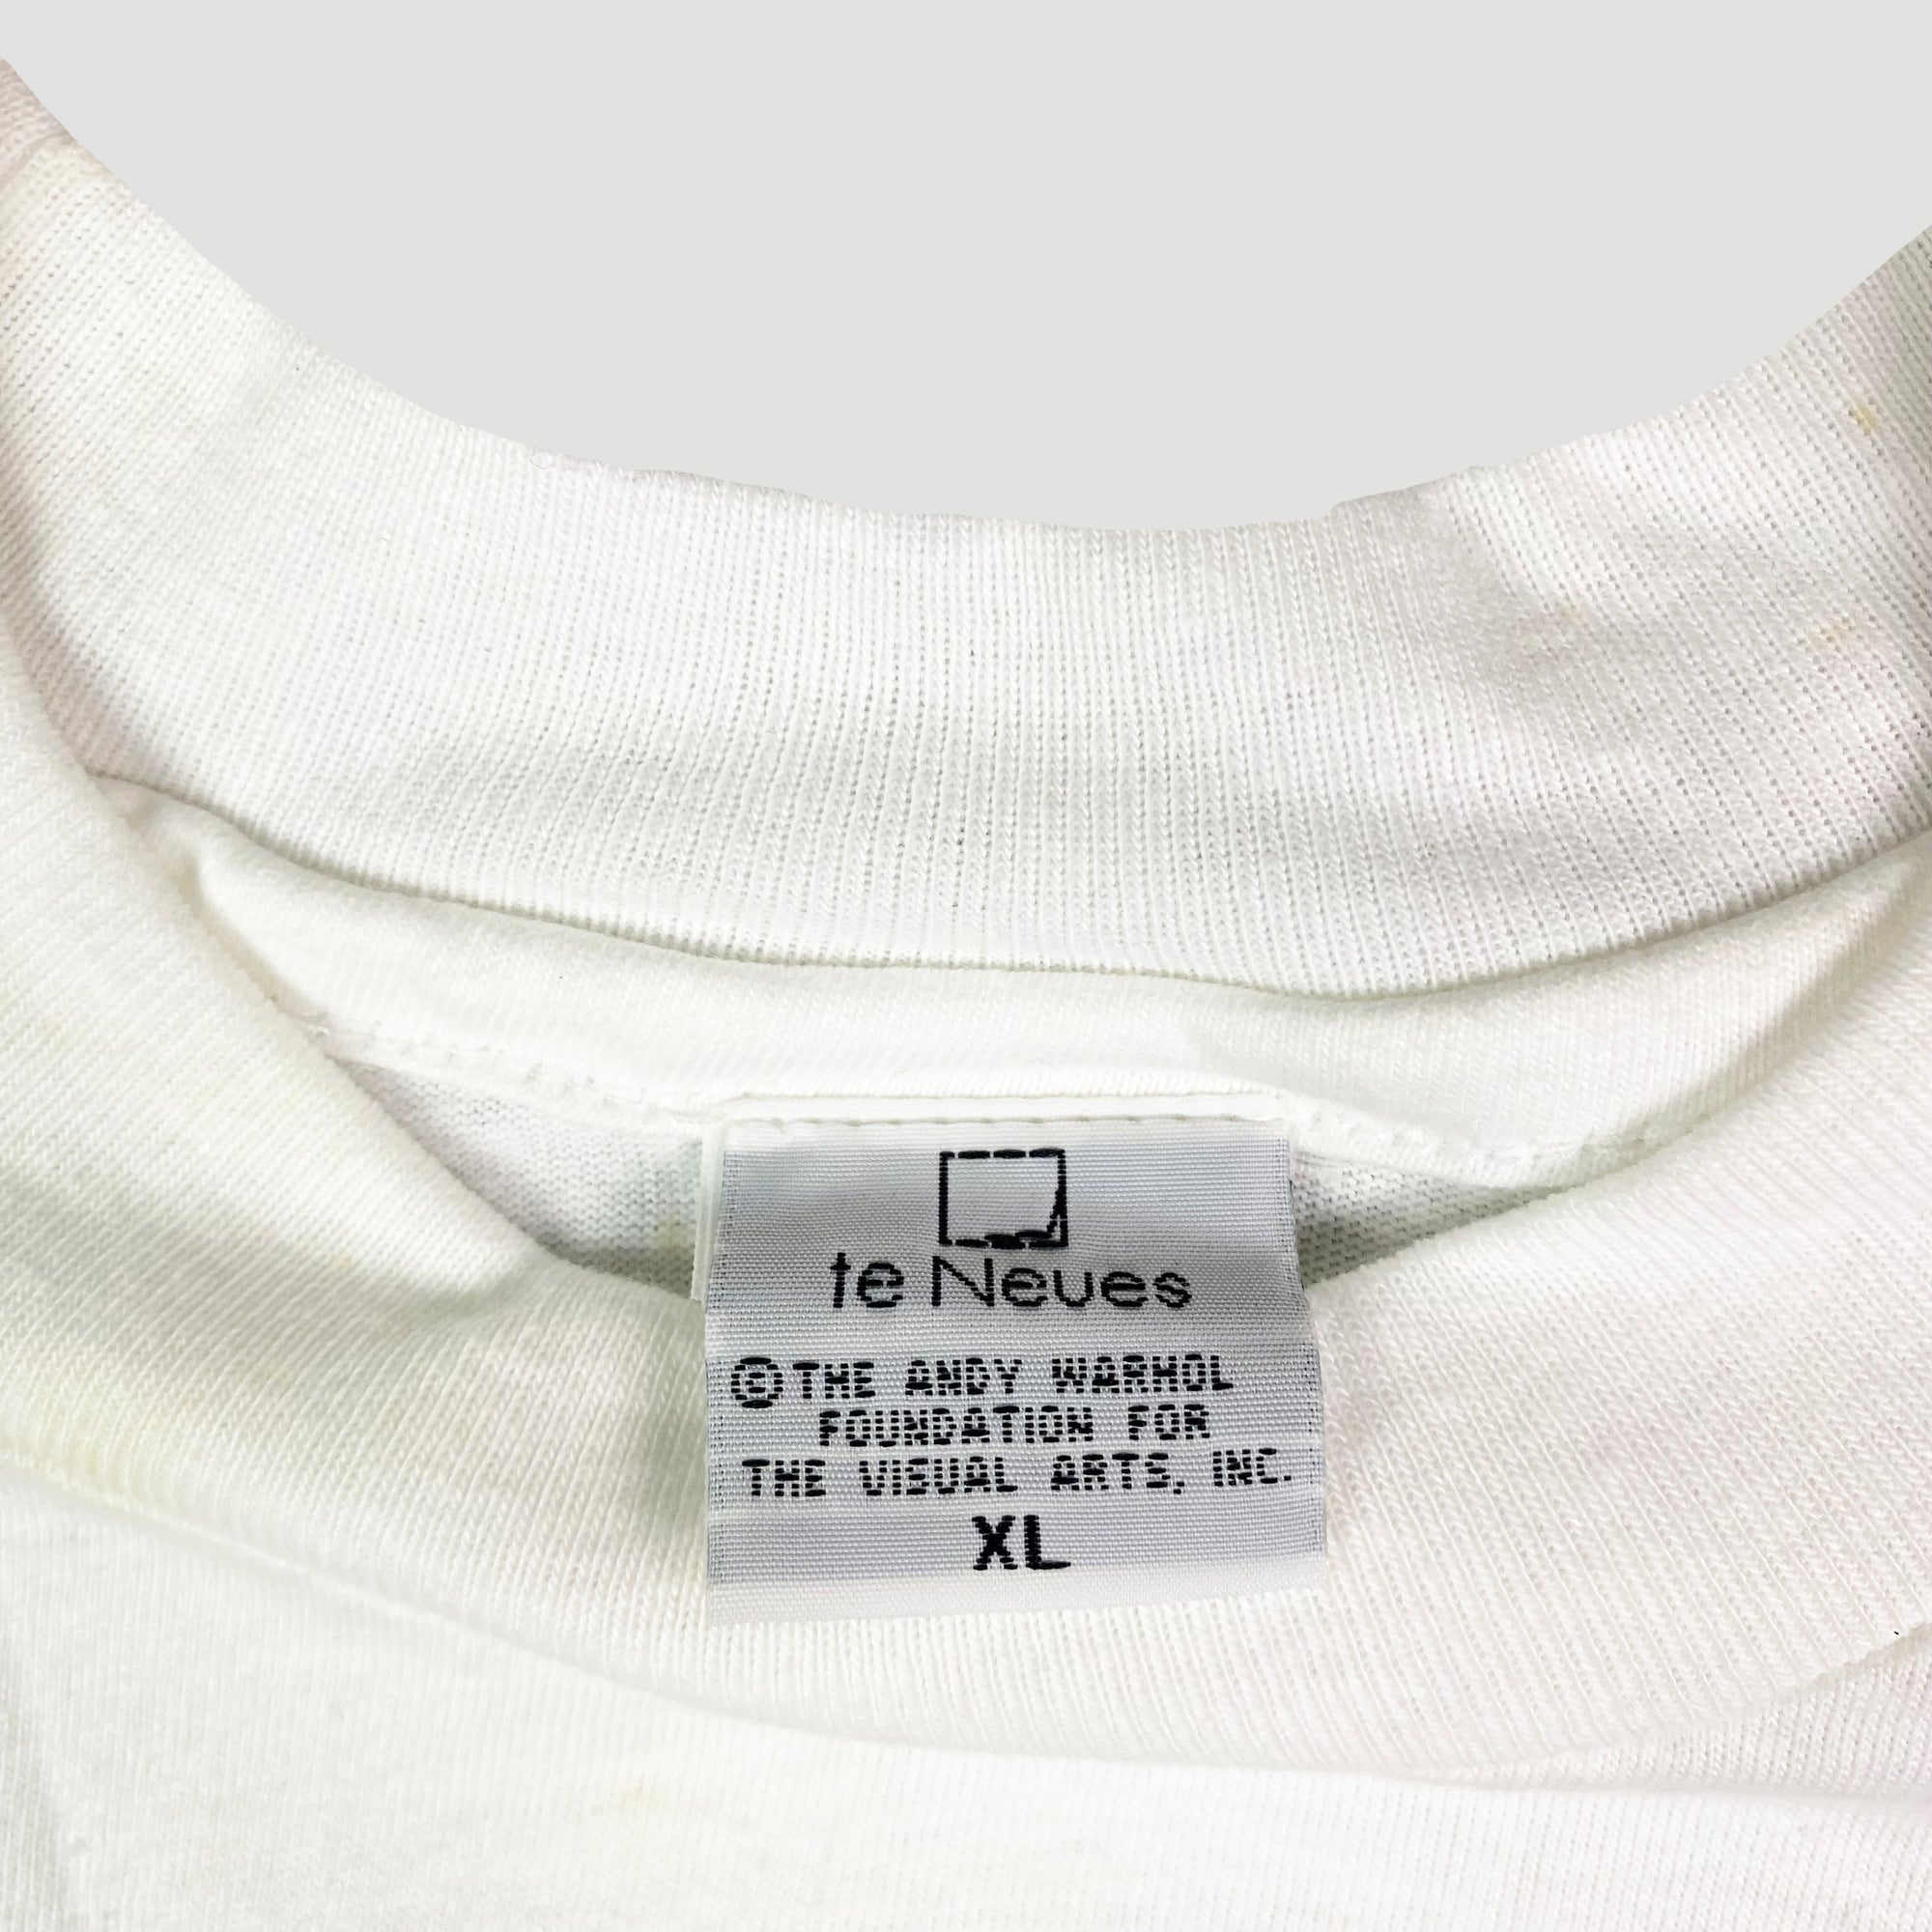 te Neues
©THE ANDY WARHOL
FOUNDATION FOR
THE VISUAL ARTS, INC.
XL